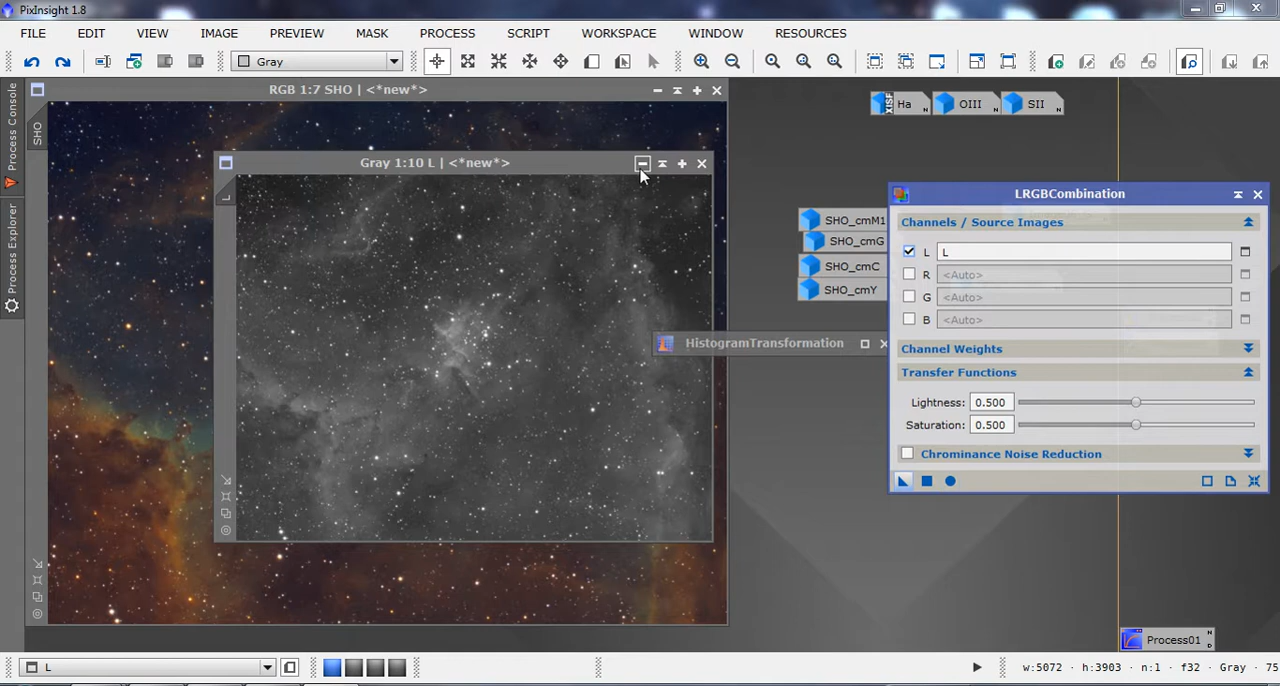 PixInsight 1.8
FILE EDIT VIEW IMAGE PREVIEW MASK PROCESS SCRIPT WORKSPACE WINDOW RESOURCES
Gray
Process Console
Process Explorer
RGB 1:7 SHO | <*new*>
SHO
Gray 1:10 L | <*new*>
L
XISF Ha N
OIII N
SII N
SHO_cmM1
SHO_cmG
SHO_cmC
SHO_cmY
HistogramTransformation
LRGBCombination
Channels / Source Images
L L
R <Auto>
G <Auto>
B <Auto>
Channel Weights
Transfer Functions
Lightness: 0.500
Saturation: 0.500
Chrominance Noise Reduction
Process01 N D
L
w:5072 · h:3903 · n:1 · f32 · Gray · 75